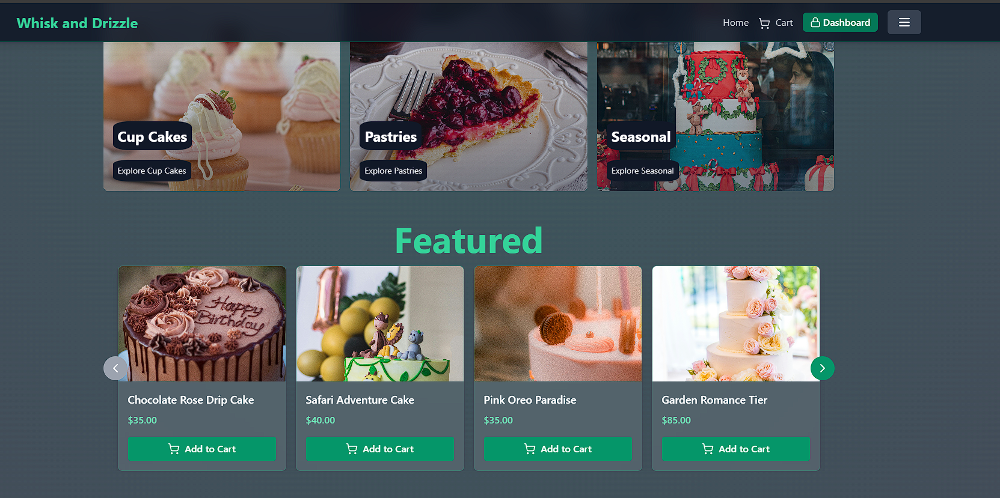 Whisk and Drizzle
Home
Cart
Dashboard
Cup Cakes
Explore Cup Cakes
Pastries
Explore Pastries
Seasonal
Explore Seasonal
Featured
Happy
Birthday
Chocolate Rose Drip Cake
$35.00
Add to Cart
Safari Adventure Cake
$40.00
Add to Cart
Pink Oreo Paradise
$35.00
Add to Cart
Garden Romance Tier
$85.00
Add to Cart